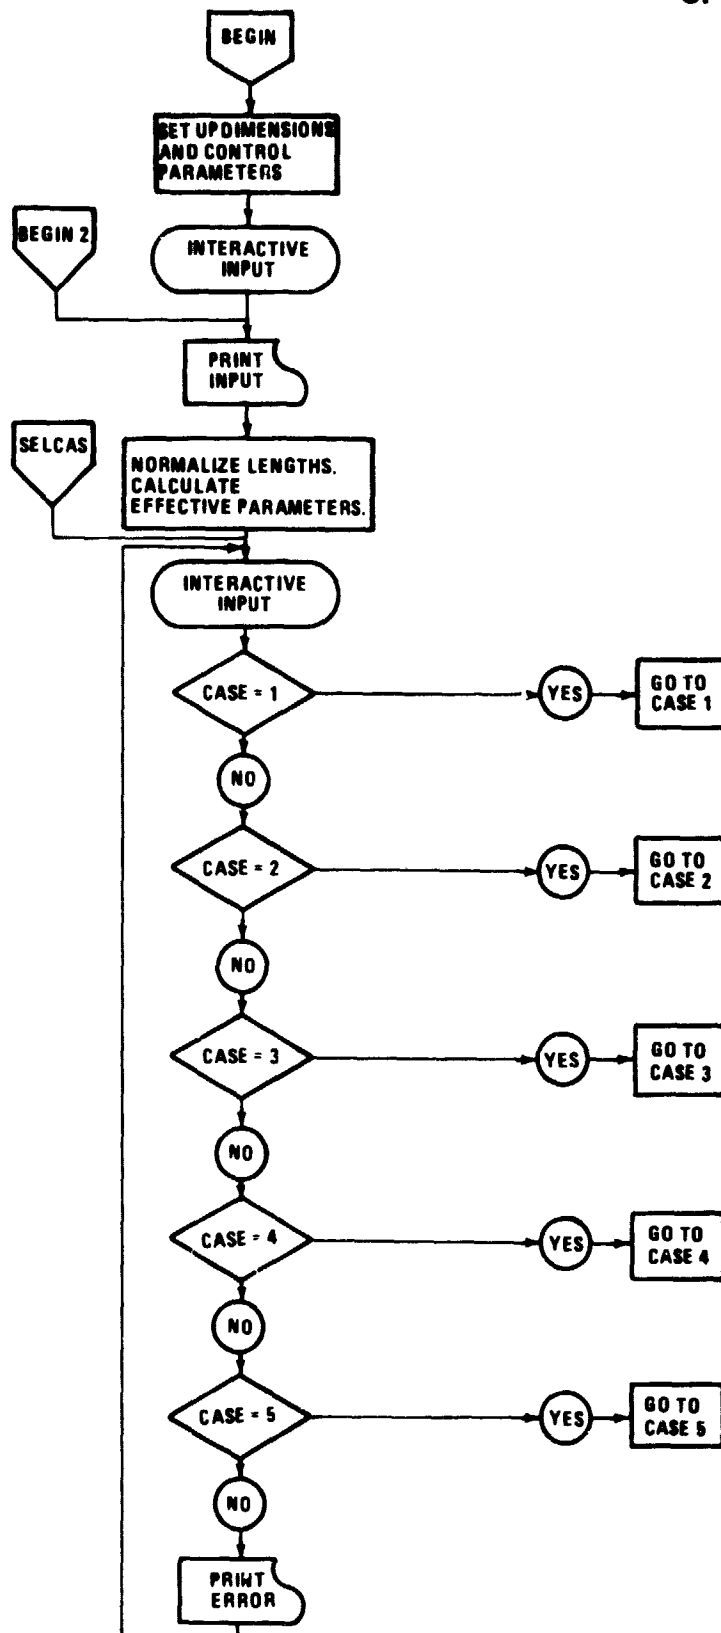 BEGIN
SET UP DIMENSIONS
AND CONTROL
PARAMETERS
BEGIN 2
INTERACTIVE
INPUT
PRINT
INPUT
SELCAS
NORMALIZE LENGTHS.
CALCULATE
EFFECTIVE PARAMETERS.
INTERACTIVE
INPUT
CASE = 1
YES
GO TO
CASE 1
NO
CASE = 2
YES
GO TO
CASE 2
NO
CASE = 3
YES
GO TO
CASE 3
NO
CASE = 4
YES
GO TO
CASE 4
NO
CASE = 5
YES
GO TO
CASE 5
NO
PRINT
ERROR